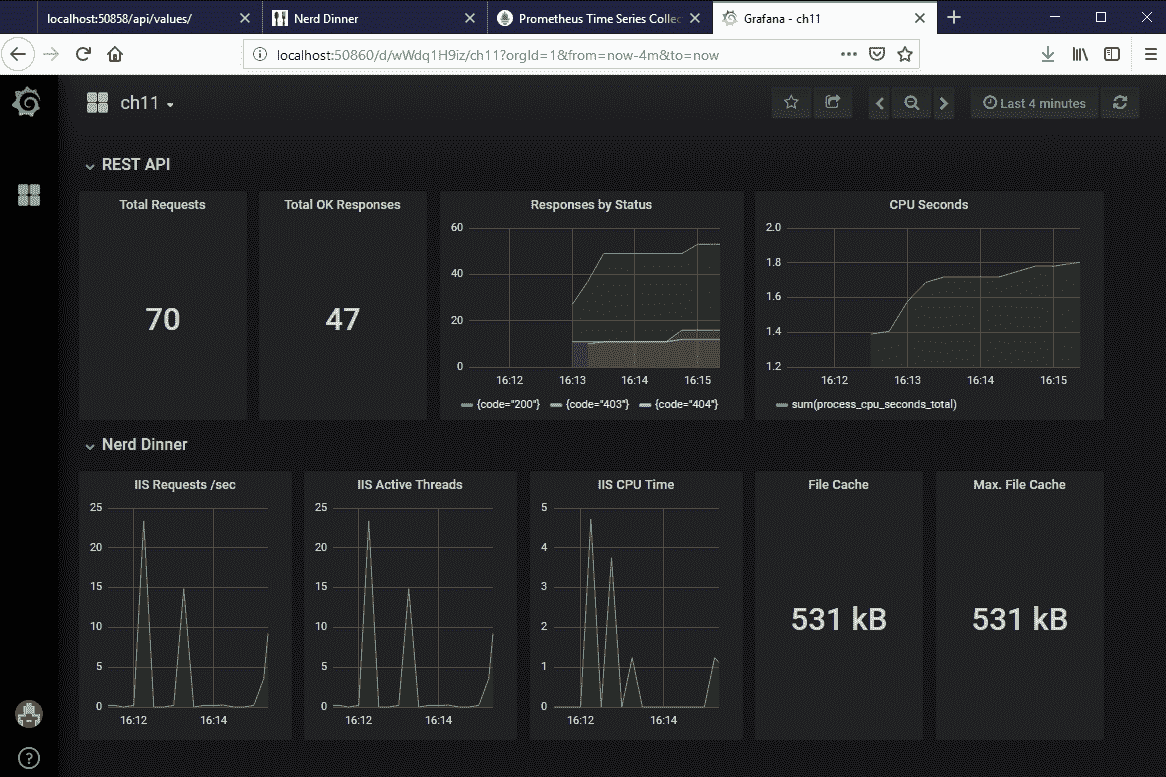 localhost:50858/api/values/
Nerd Dinner
Prometheus Time Series Collec
Grafana - ch11
localhost:50860/d/wWdq1H9iz/ch11?orgId=1&from=now-4m&to=now
ch11
Last 4 minutes
REST API
Total Requests
70
Total OK Responses
47
Responses by Status
60
40
20
0
16:12 16:13 16:14 16:15
{code="200"} {code="403"} {code="404"}
CPU Seconds
2.0
1.8
1.6
1.4
1.2
16:12 16:13 16:14 16:15
sum(process_cpu_seconds_total)
Nerd Dinner
IIS Requests /sec
25
20
15
10
5
0
16:12 16:14
IIS Active Threads
25
20
15
10
5
0
16:12 16:14
IIS CPU Time
5
4
3
2
1
0
16:12 16:14
File Cache
531 kB
Max. File Cache
531 kB
?